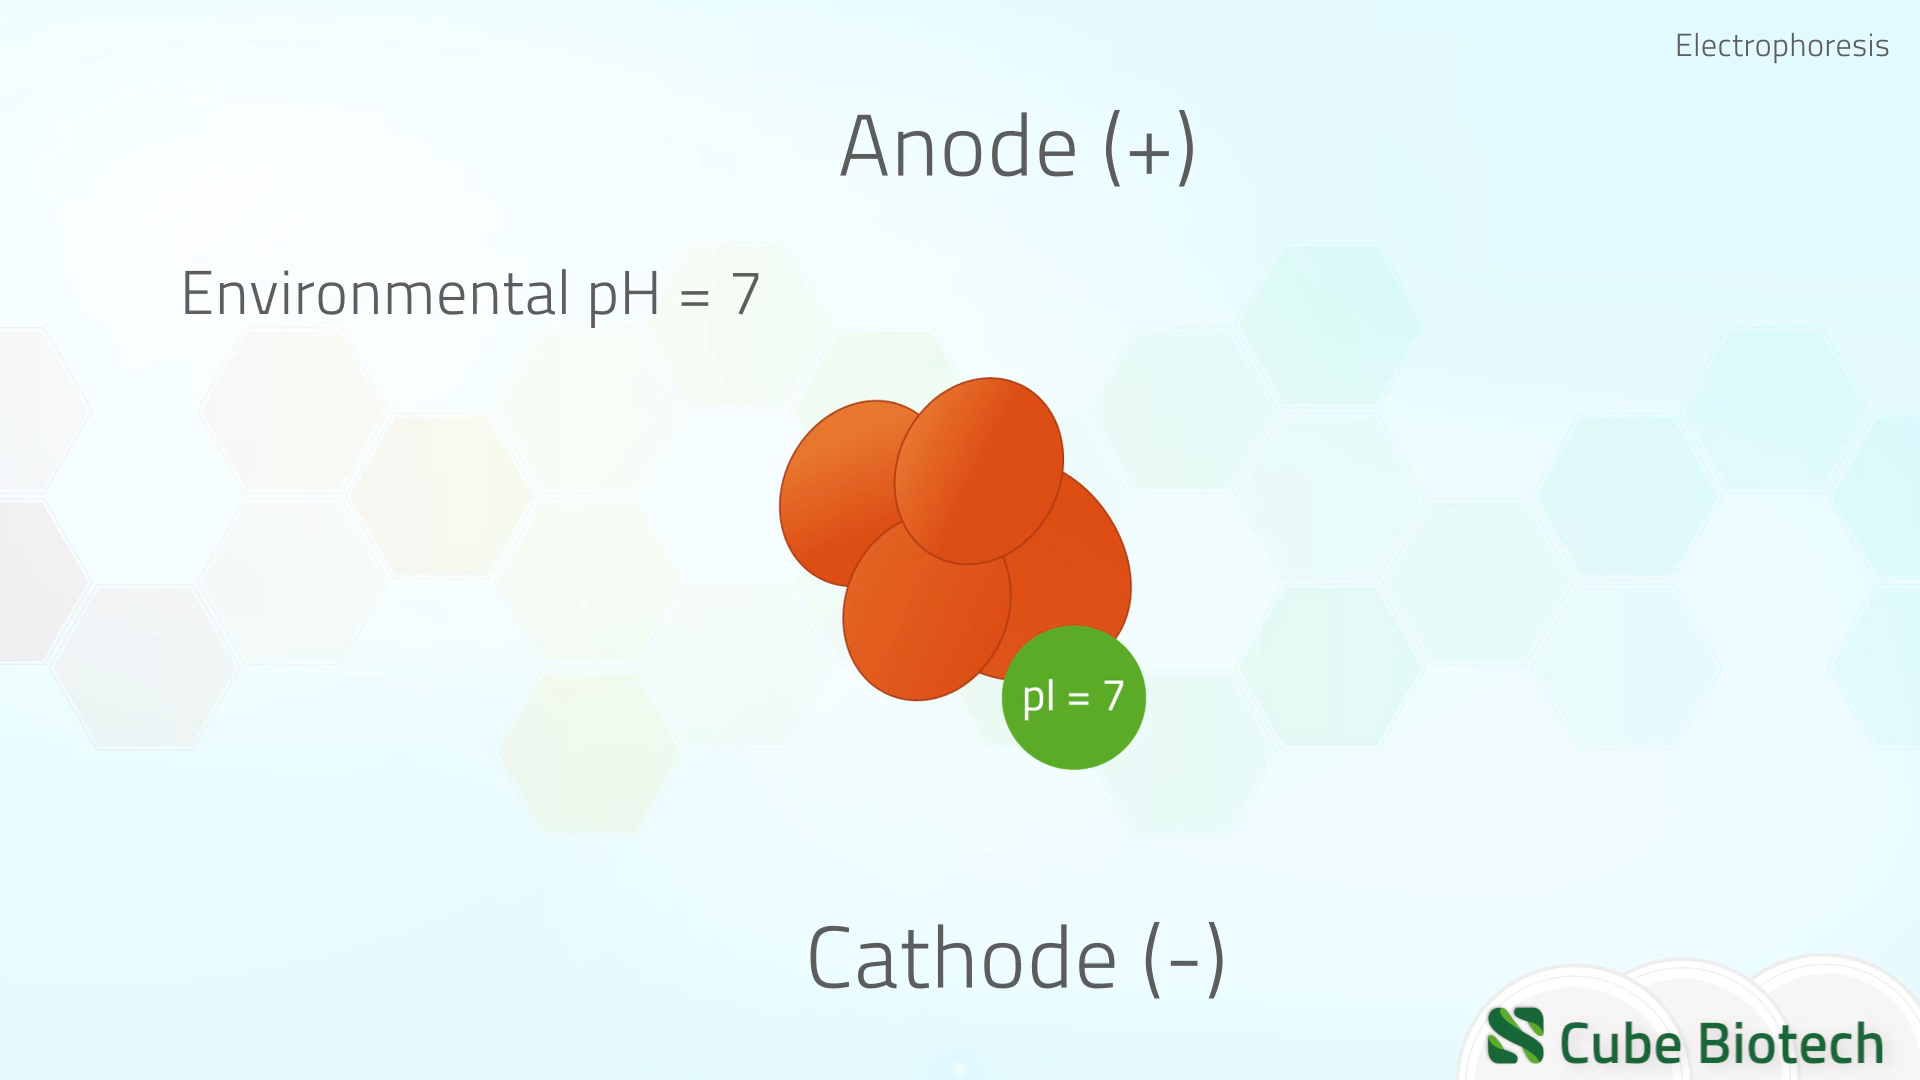 Electrophoresis
Anode (+)
Environmental pH = 7
pI = 7
Cathode (-)
Cube Biotech